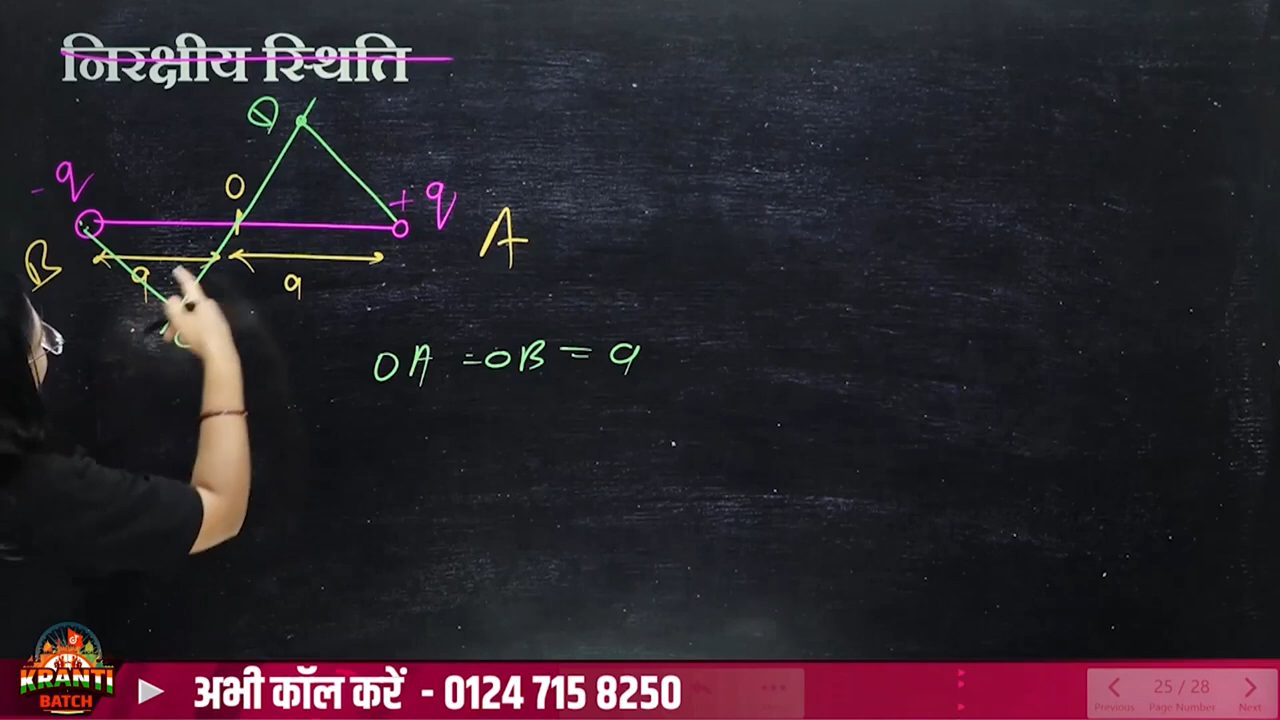 निरक्षीय स्थिति
Q
- q
O
+ q
A
B
a
a
C
OA = OB = a
KRANTI
BATCH
अभी कॉल करें - 0124 715 8250
25 / 28
Previous Page Number Next